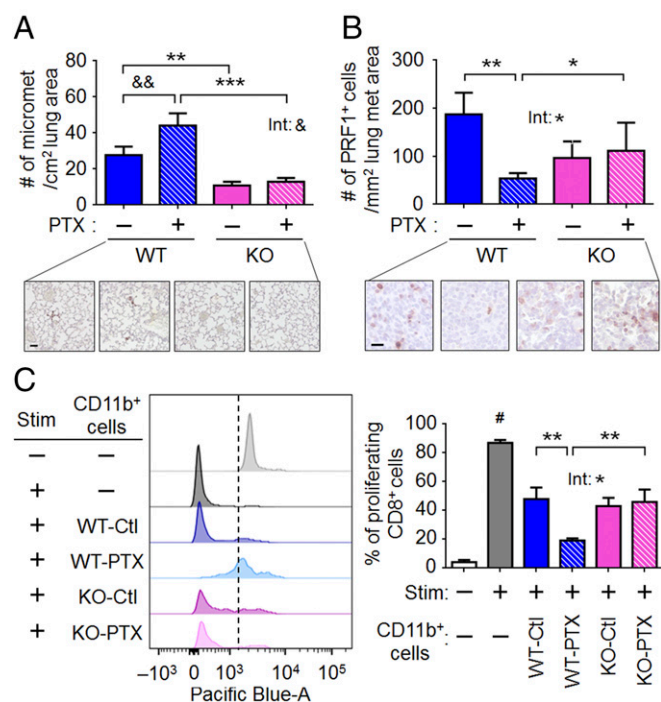 A
# of micromet
/cm² lung area
80
60
40
20
0
**
&&
***
Int: &
PTX : − + − +
WT KO
B
# of PRF1⁺ cells
/mm² lung met area
300
200
100
0
**
*
Int: *
PTX : − + − +
WT KO
C
Stim CD11b⁺
cells
− −
+ −
+ WT-Ctl
+ WT-PTX
+ KO-Ctl
+ KO-PTX
−10³ 0 10³ 10⁴ 10⁵
Pacific Blue-A
% of proliferating
CD8⁺ cells
100
80
60
40
20
0
#
** **
Int: *
Stim: − + + + + +
CD11b⁺
cells : − − WT-Ctl WT-PTX KO-Ctl KO-PTX